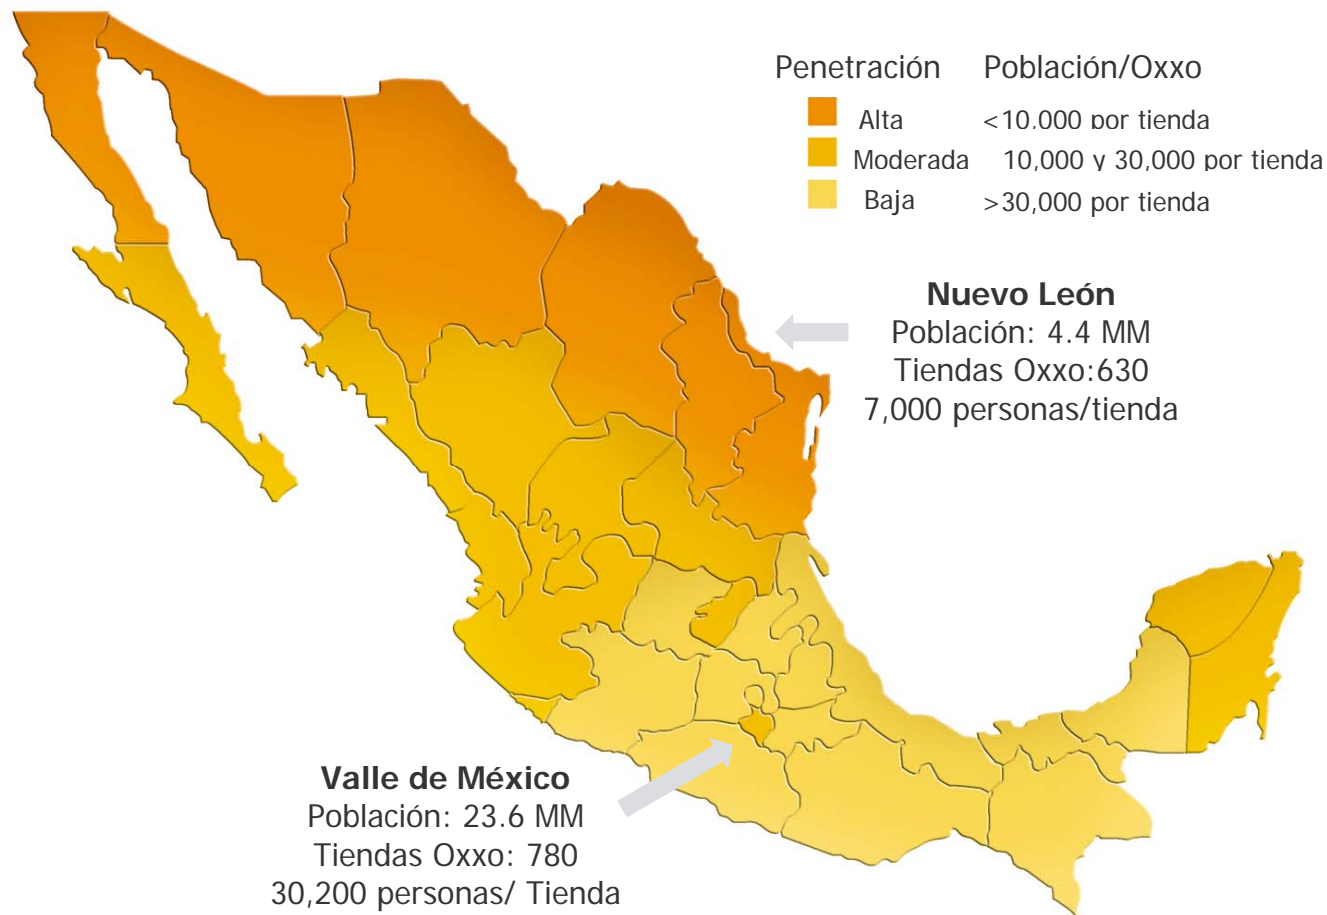 Penetración Población/Oxxo
Alta <10,000 por tienda
Moderada 10,000 y 30,000 por tienda
Baja >30,000 por tienda
Nuevo León
Población: 4.4 MM
Tiendas Oxxo:630
7,000 personas/tienda
Valle de México
Población: 23.6 MM
Tiendas Oxxo: 780
30,200 personas/ Tienda